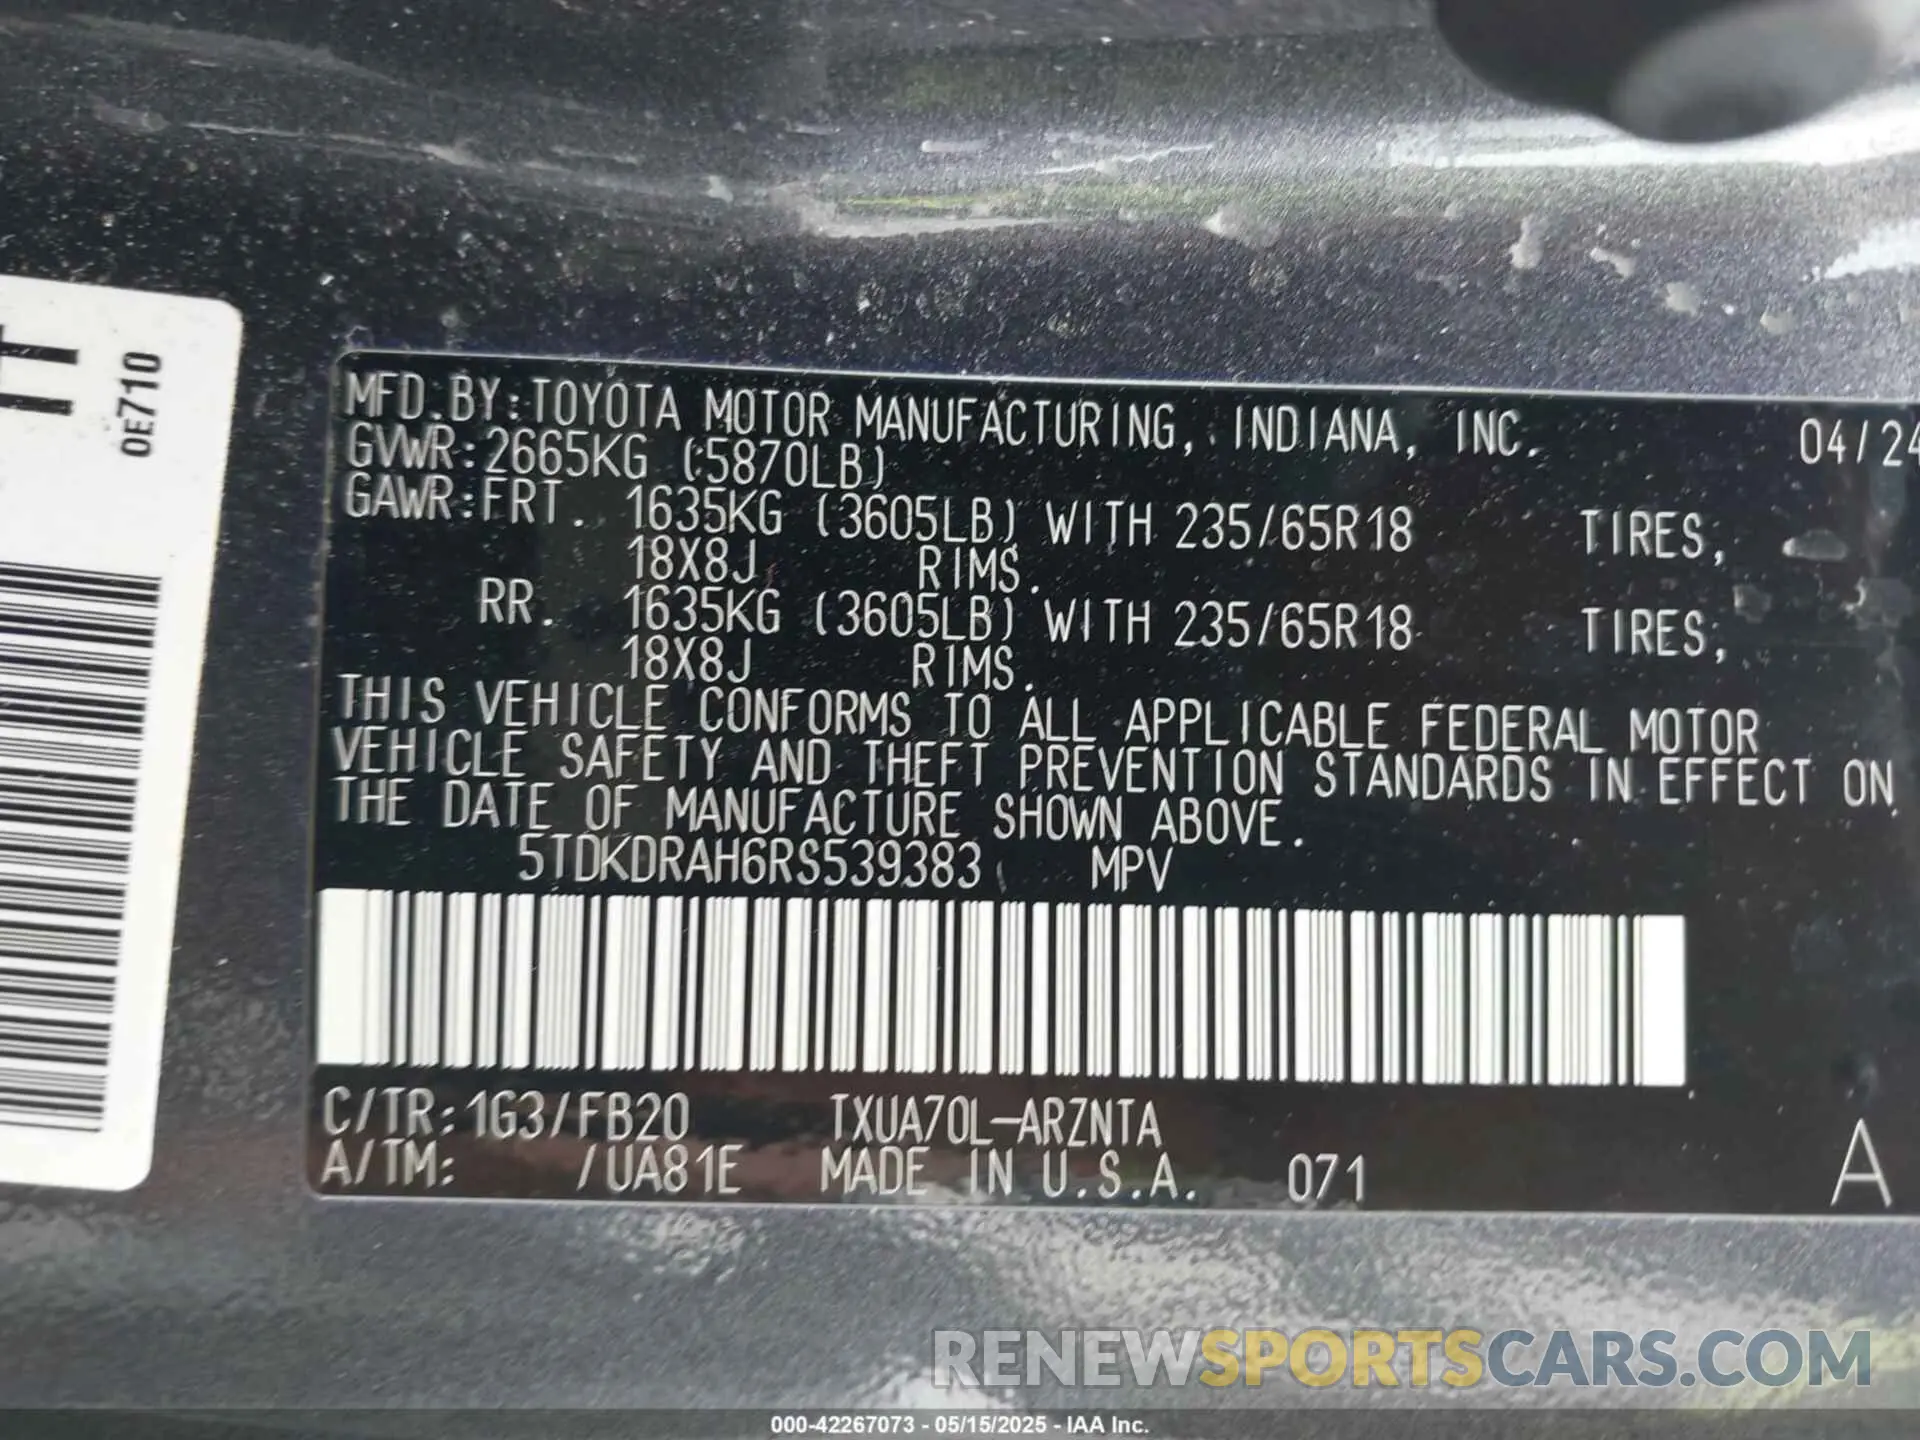 MFD.BY:TOYOTA MOTOR MANUFACTURING, INDIANA, INC. 04/24
GVWR:2665KG (5870LB)
GAWR:FRT. 1635KG (3605LB) WITH 235/65R18 TIRES,
18X8J RIMS.
RR. 1635KG (3605LB) WITH 235/65R18 TIRES,
18X8J RIMS.
THIS VEHICLE CONFORMS TO ALL APPLICABLE FEDERAL MOTOR
VEHICLE SAFETY AND THEFT PREVENTION STANDARDS IN EFFECT ON
THE DATE OF MANUFACTURE SHOWN ABOVE.
5TDKDRAH6RS539383 MPV
C/TR:1G3/FB20 TXUA70L-ARZNTA
A/TM: /UA81E MADE IN U.S.A. 071 A
0E710
RENEWSPORTSCARS.COM
000-42267073 - 05/15/2025 - IAA Inc.